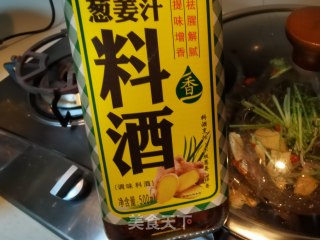 葱姜汁
提味增香
祛腥解腻
料酒
香
[调味料酒]
净含量:500
美食天下